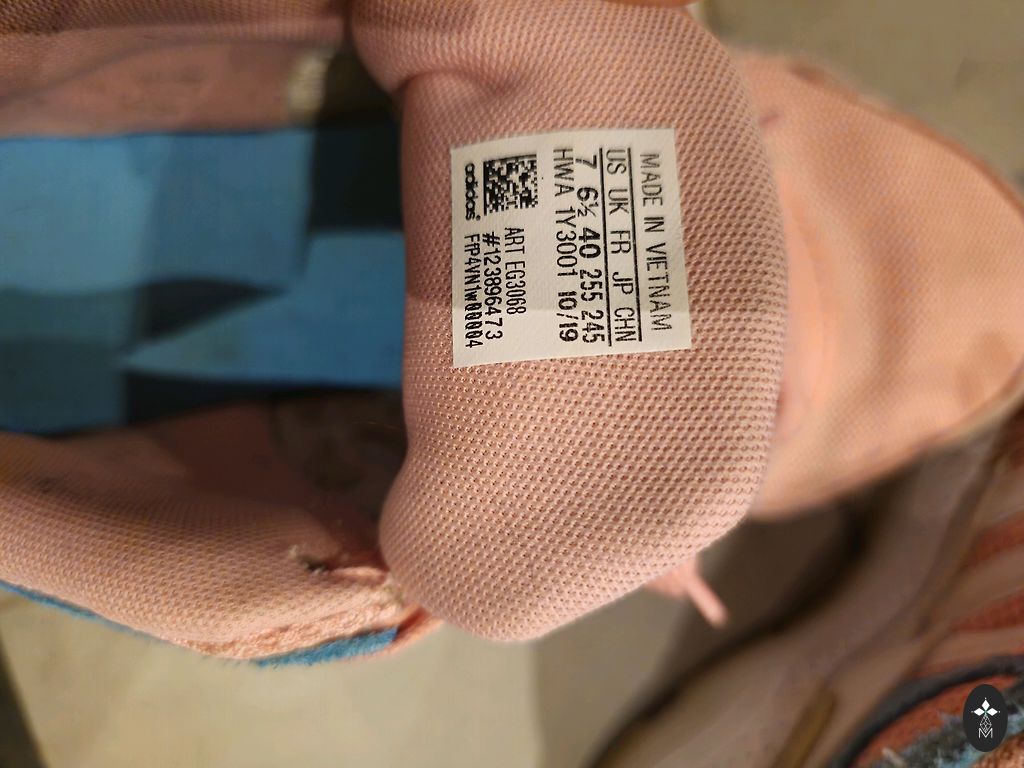 MADE IN VIETNAM
US UK FR JP CHN
7 6½ 40 255 245
HWA 1Y3001 10/19
ART EG3068
#123896473
adidas
M